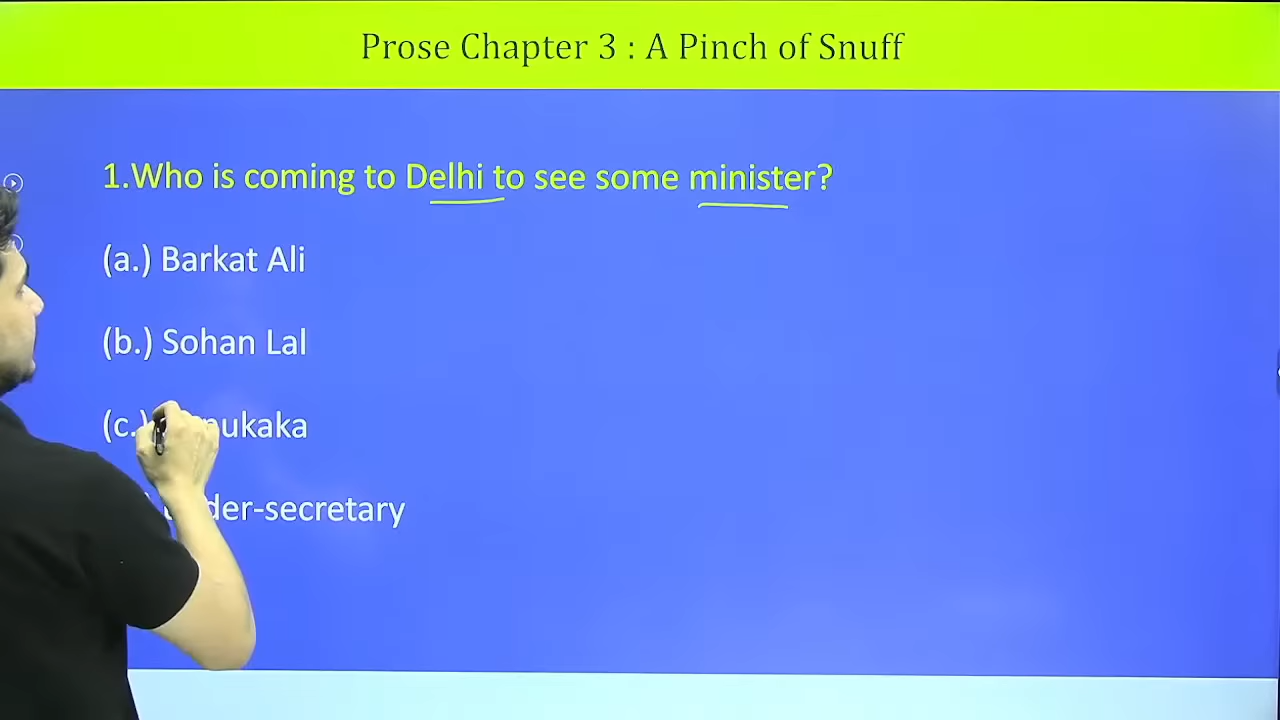 Prose Chapter 3 : A Pinch of Snuff
1.Who is coming to Delhi to see some minister?
(a.) Barkat Ali
(b.) Sohan Lal
(c.)